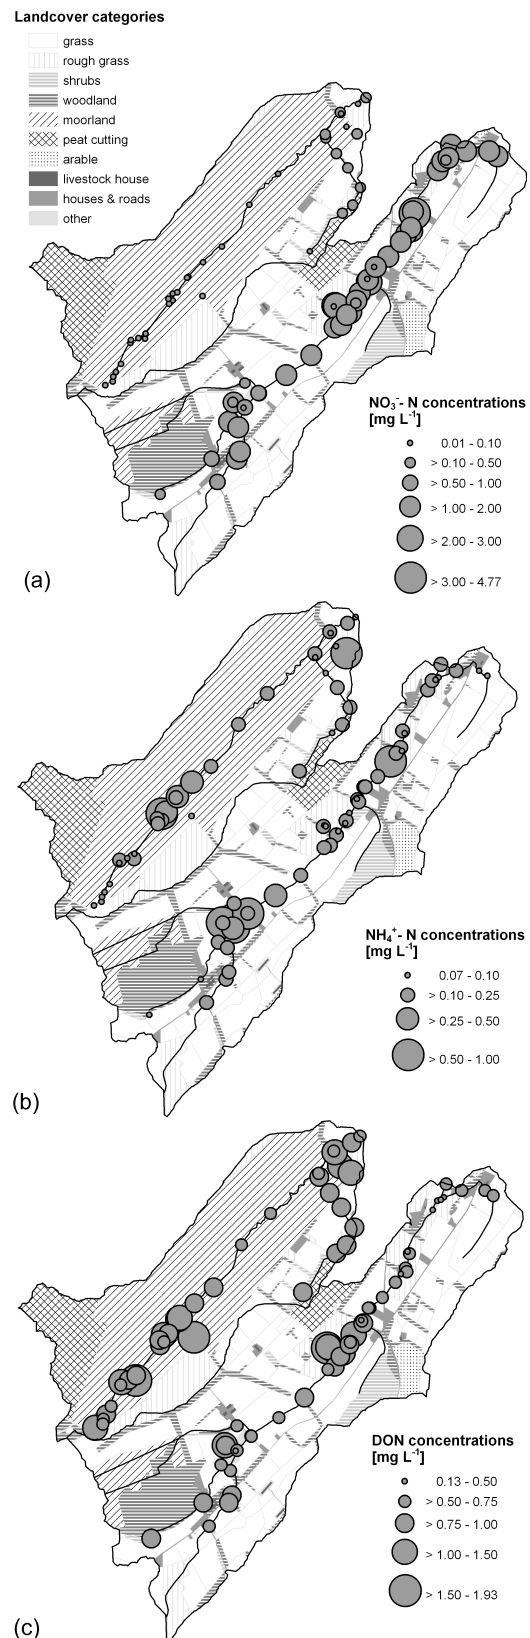 Landcover categories
grass
rough grass
shrubs
woodland
moorland
peat cutting
arable
livestock house
houses & roads
other
NO₃⁻- N concentrations
[mg L⁻¹]
0.01 - 0.10
> 0.10 - 0.50
> 0.50 - 1.00
> 1.00 - 2.00
> 2.00 - 3.00
> 3.00 - 4.77
(a)
NH₄⁺- N concentrations
[mg L⁻¹]
0.07 - 0.10
> 0.10 - 0.25
> 0.25 - 0.50
> 0.50 - 1.00
(b)
DON concentrations
[mg L⁻¹]
0.13 - 0.50
> 0.50 - 0.75
> 0.75 - 1.00
> 1.00 - 1.50
> 1.50 - 1.93
(c)